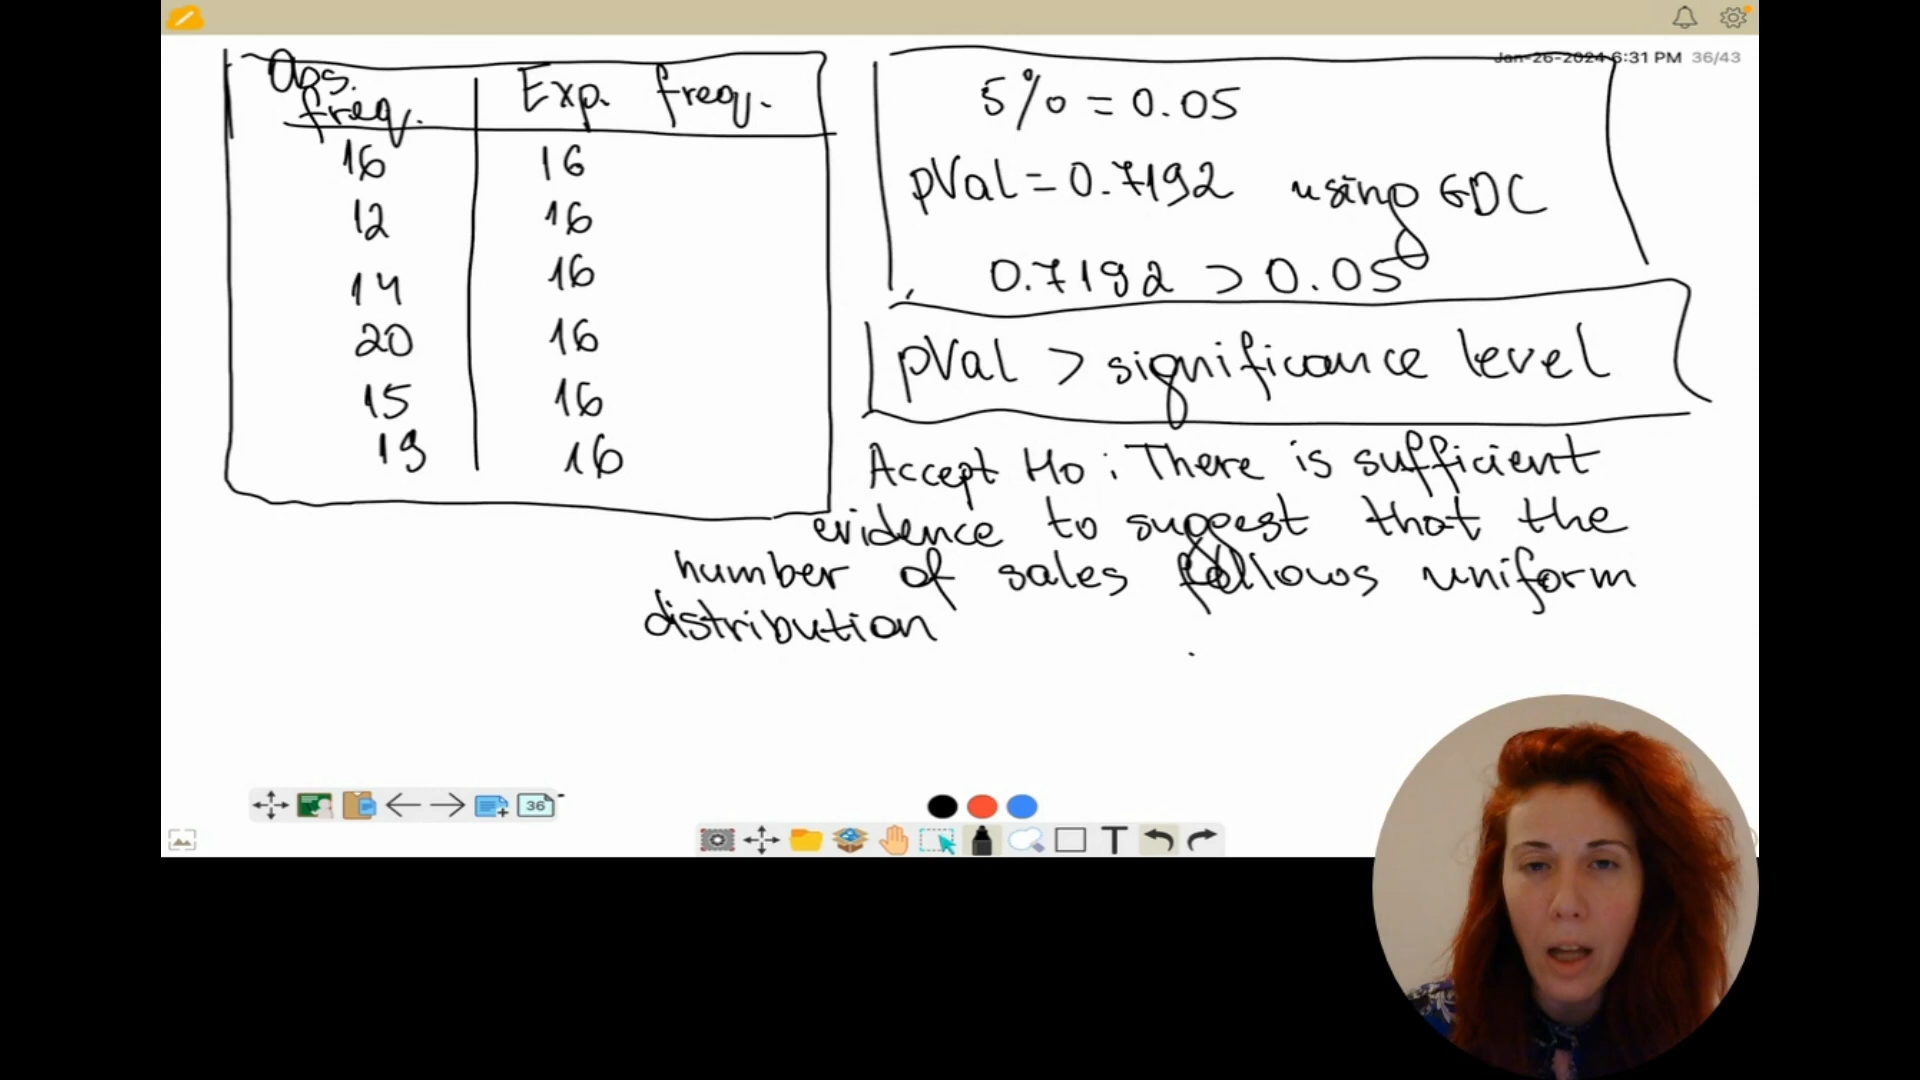 Jan-26-2024 6:31 PM 36/43
Obs. freq. Exp. freq.
16 16
12 16
14 16
20 16
15 16
19 16
5% = 0.05
pVal = 0.7192 using GDC
0.7192 > 0.05
pVal > significance level
Accept Ho : There is sufficient
evidence to suggest that the
number of sales follows uniform
distribution
36
T